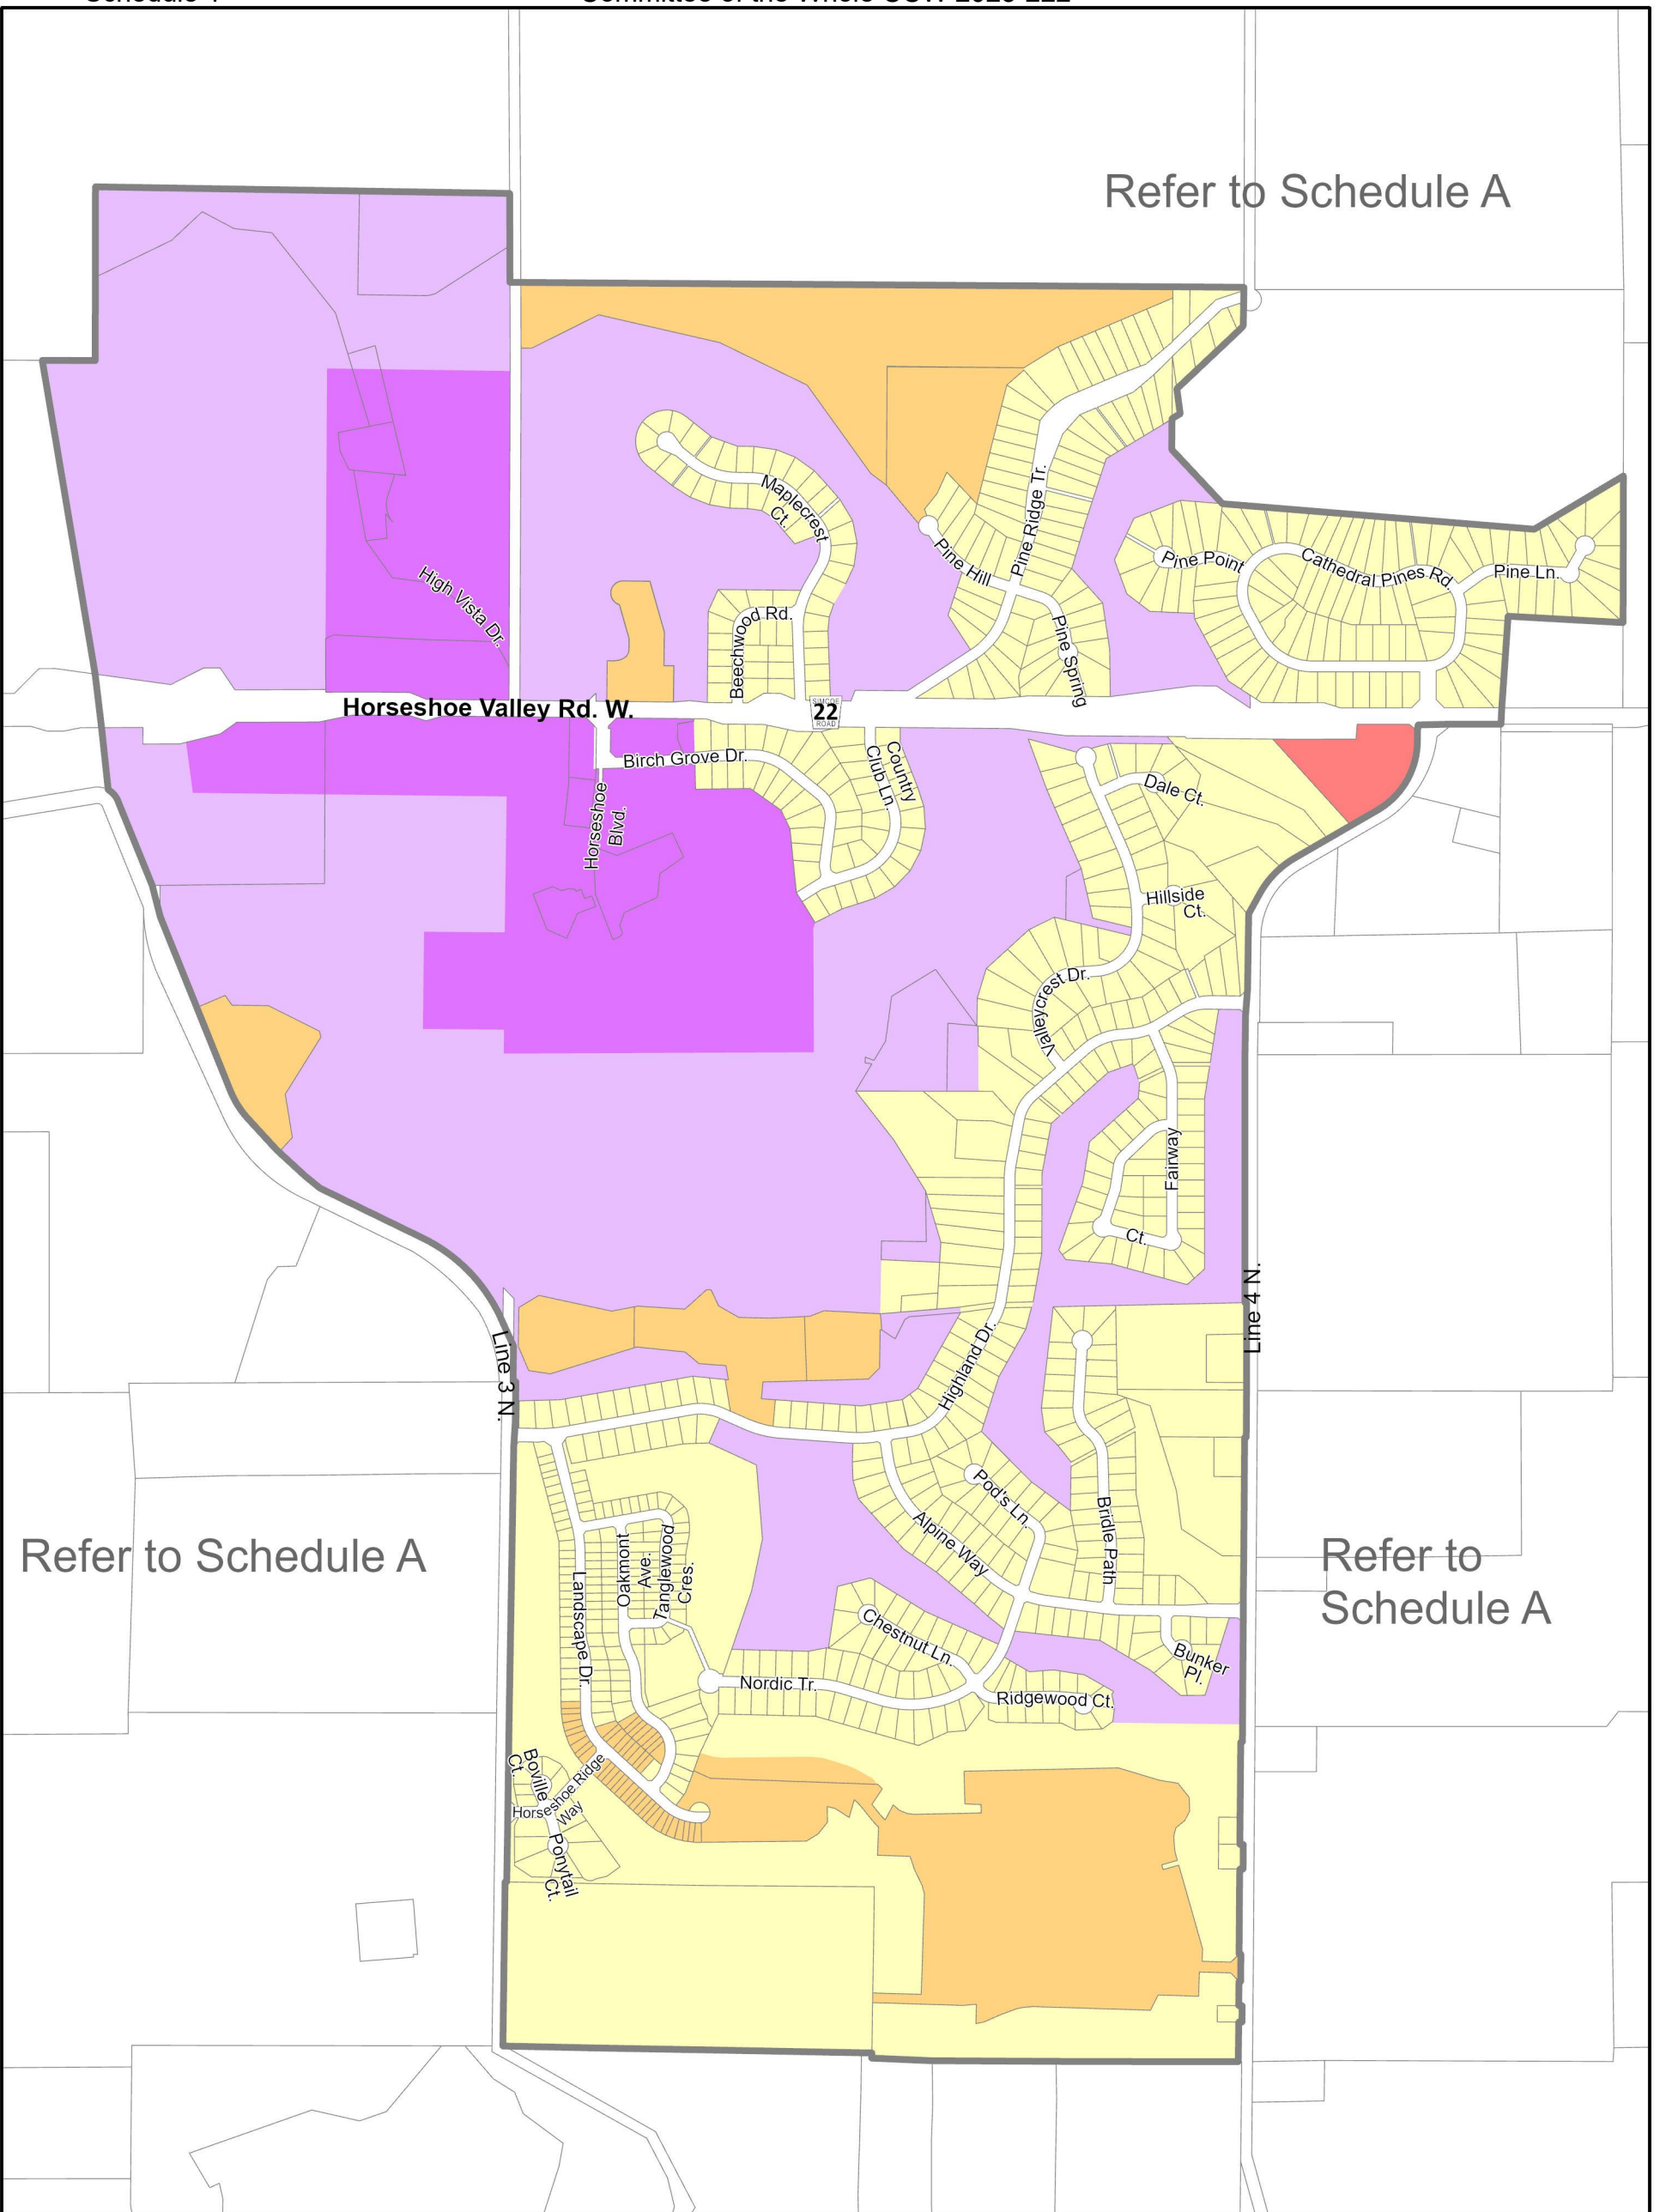 Refer to Schedule A
Maplecrest
Ct.
Pine Ridge Tr.
Pine Hill
Pine Point
Cathedral Pines Rd.
Pine Ln.
High Vista Dr.
Beechwood Rd.
Pine Spring
Horseshoe Valley Rd. W.
SIMCOE
22
ROAD
Birch Grove Dr.
Country
Club Ln.
Horseshoe
Blvd.
Dale Ct.
Hillside
Ct.
Valleycrest Dr.
Fairway
Ct.
Line 4 N.
Line 3 N.
Highland Dr.
Pod's Ln.
Alpine Way
Bridle Path
Refer to Schedule A
Refer to
Schedule A
Oakmont
Ave.
Tanglewood
Cres.
Landscape Dr.
Chestnut Ln.
Nordic Tr.
Ridgewood Ct.
Bunker
Pl.
Boville
Ct.
Horseshoe Ridge
Way
Ponytail
Ct.